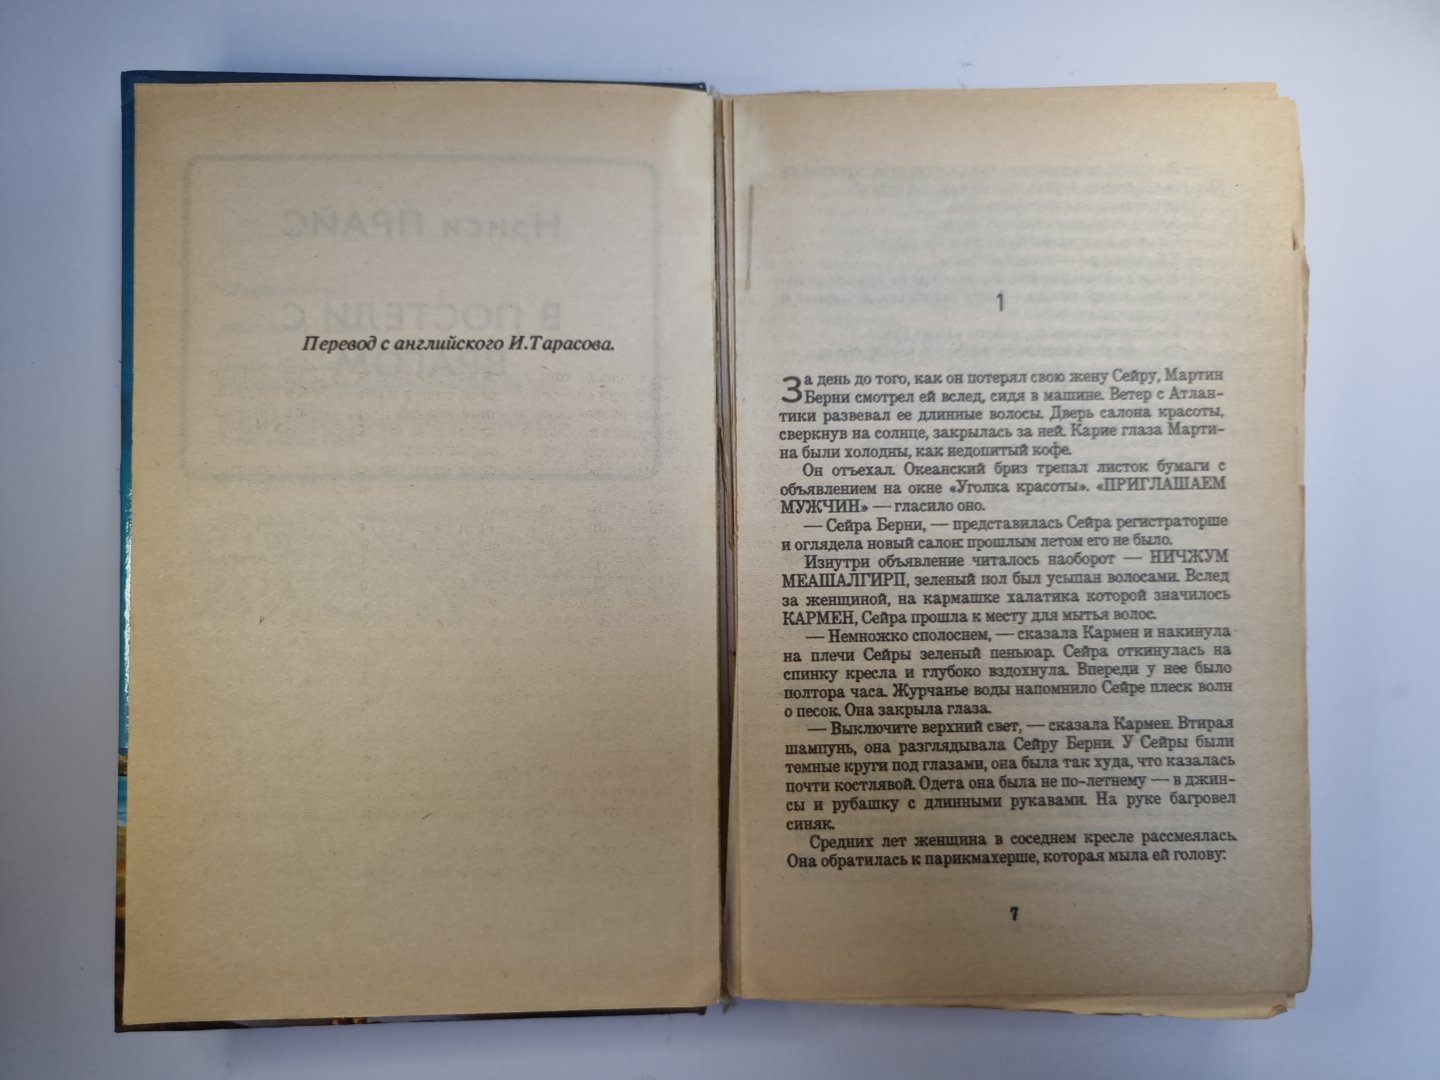 Перевод с английского И.Тарасова.
1
За день до того, как он потерял свою жену Сейру, Мартин
Берни смотрел ей вслед, сидя в машине. Ветер с Атлан-
тики развевал ее длинные волосы. Дверь салона красоты,
сверкнув на солнце, закрылась за ней. Карие глаза Марти-
на были холодны, как недопитый кофе.
Он отъехал. Океанский бриз трепал листок бумаги с
объявлением на окне «Уголка красоты». «ПРИГЛАШАЕМ
МУЖЧИН» — гласило оно.
— Сейра Берни, — представилась Сейра регистраторше
и оглядела новый салон: прошлым летом его не было.
Изнутри объявление читалось наоборот — НИЧЖУМ
МЕАШАЛГИРП, зеленый пол был усыпан волосами. Вслед
за женщиной, на кармашке халатика которой значилось
КАРМЕН, Сейра прошла к месту для мытья волос.
— Немножко сполоснем, — сказала Кармен и накинула
на плечи Сейры зеленый пеньюар. Сейра откинулась на
спинку кресла и глубоко вздохнула. Впереди у нее было
полтора часа. Журчанье воды напомнило Сейре плеск волн
о песок. Она закрыла глаза.
— Выключите верхний свет, — сказала Кармен. Втирая
шампунь, она разглядывала Сейру Берни. У Сейры были
темные круги под глазами, она была так худа, что казалась
почти костлявой. Одета она была не по-летнему — в джин-
сы и рубашку с длинными рукавами. На руке багровел
синяк.
Средних лет женщина в соседнем кресле рассмеялась.
Она обратилась к парикмахерше, которая мыла ей голову:
7